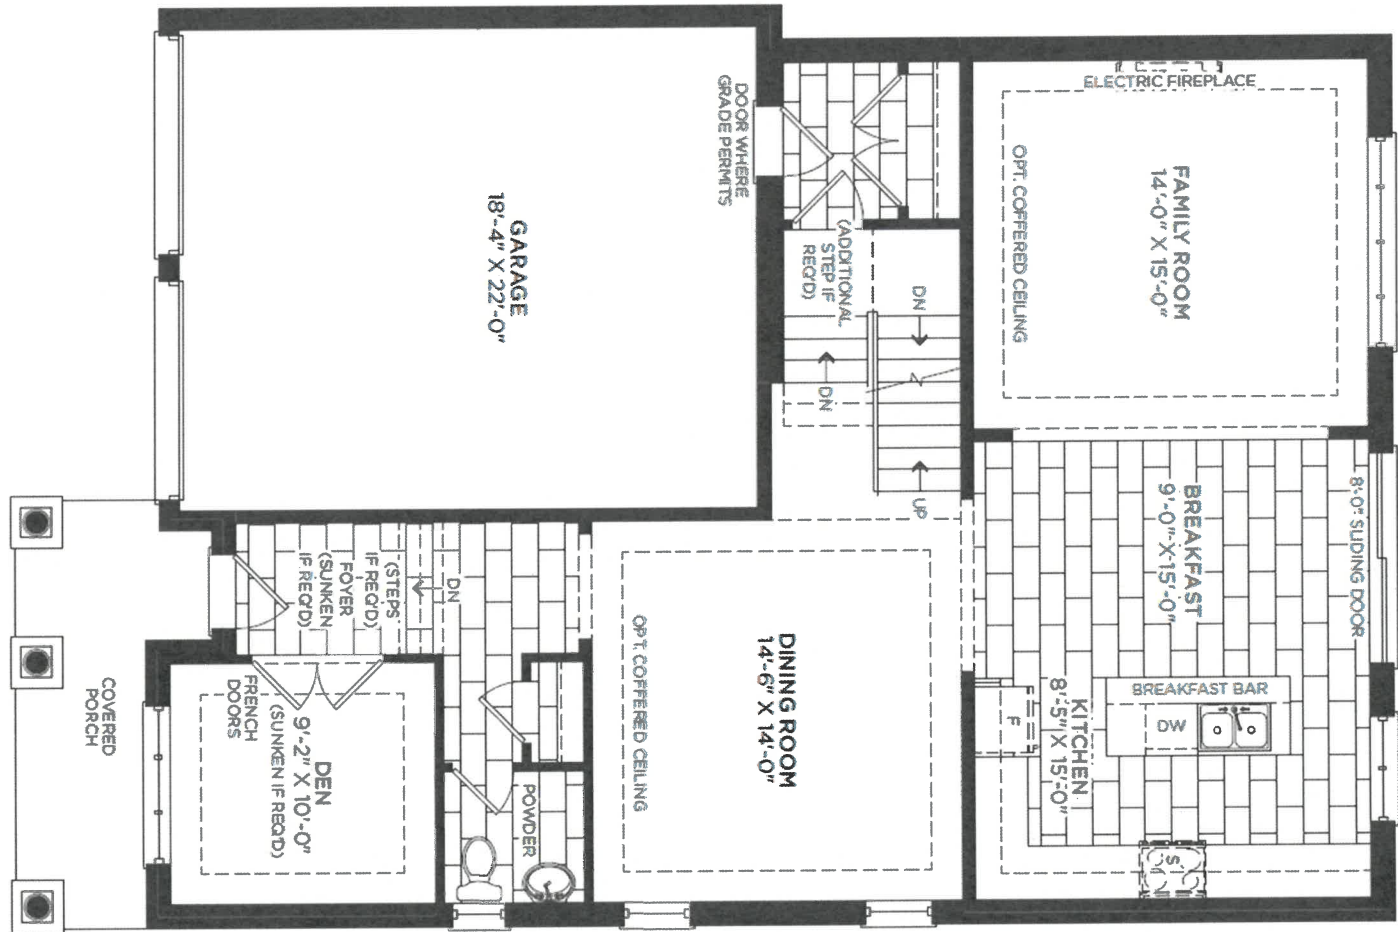 ELECTRIC FIREPLACE
FAMILY ROOM
14'-0" X 15'-0"
OPT. COFFERED CEILING
DOOR WHERE
GRADE PERMITS
GARAGE
18'-4" X 22'-0"
(ADDITIONAL
STEP IF
REQ'D)
DN
DN
UP
8'-0" SLIDING DOOR
BREAKFAST
9'-0" X 15'-0"
BREAKFAST BAR
DW
KITCHEN
8'-5" X 15'-0"
F
S
DINING ROOM
14'-6" X 14'-0"
OPT. COFFERED CEILING
DN
(STEPS
IF REQ'D)
FOYER
(SUNKEN
IF REQ'D)
POWDER
DEN
9'-2" X 10'-0"
(SUNKEN IF REQ'D)
FRENCH
DOORS
COVERED
PORCH